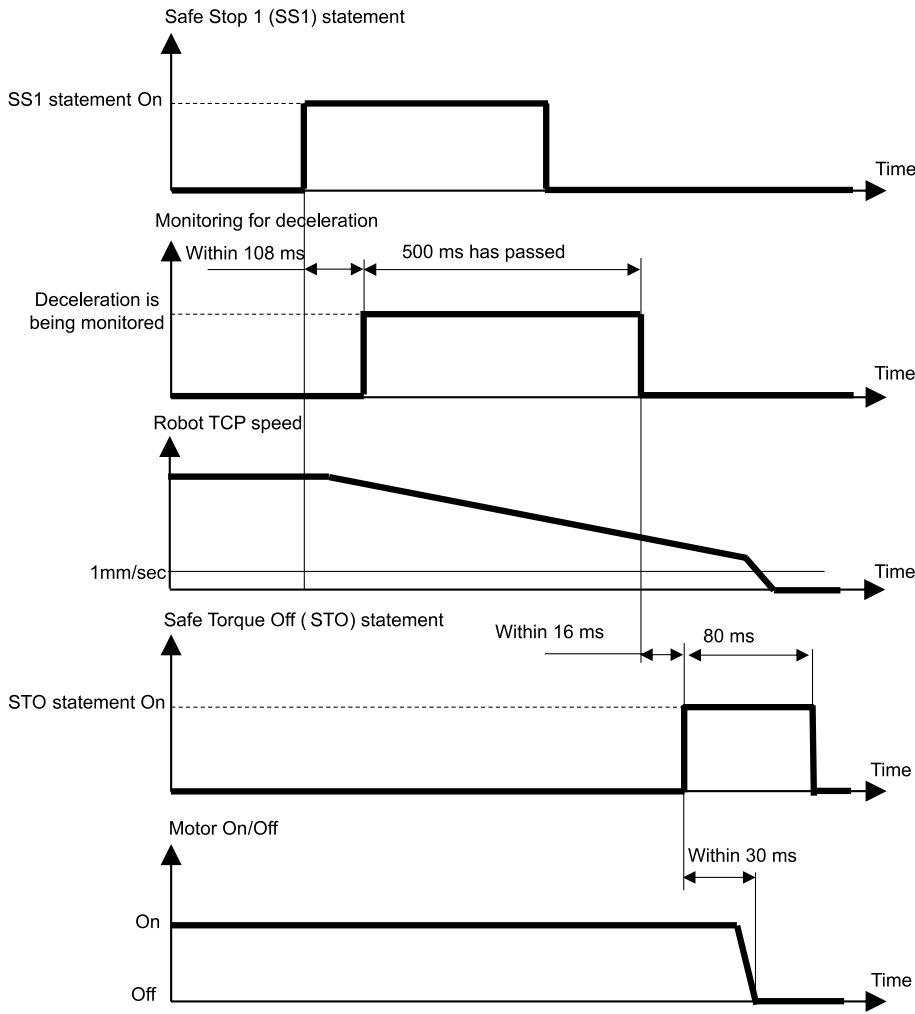 Safe Stop 1 (SS1) statement
SS1 statement On
Time
Monitoring for deceleration
Within 108 ms
500 ms has passed
Deceleration is
being monitored
Time
Robot TCP speed
1mm/sec
Time
Safe Torque Off ( STO) statement
Within 16 ms
80 ms
STO statement On
Time
Motor On/Off
Within 30 ms
On
Off
Time